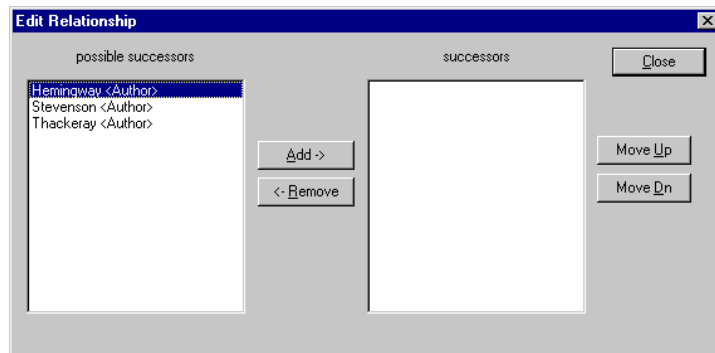 Edit Relationship
possible successors
successors
Close
Hemingway <Author>
Stevenson <Author>
Thackeray <Author>
Add ->
<- Remove
Move Up
Move Dn